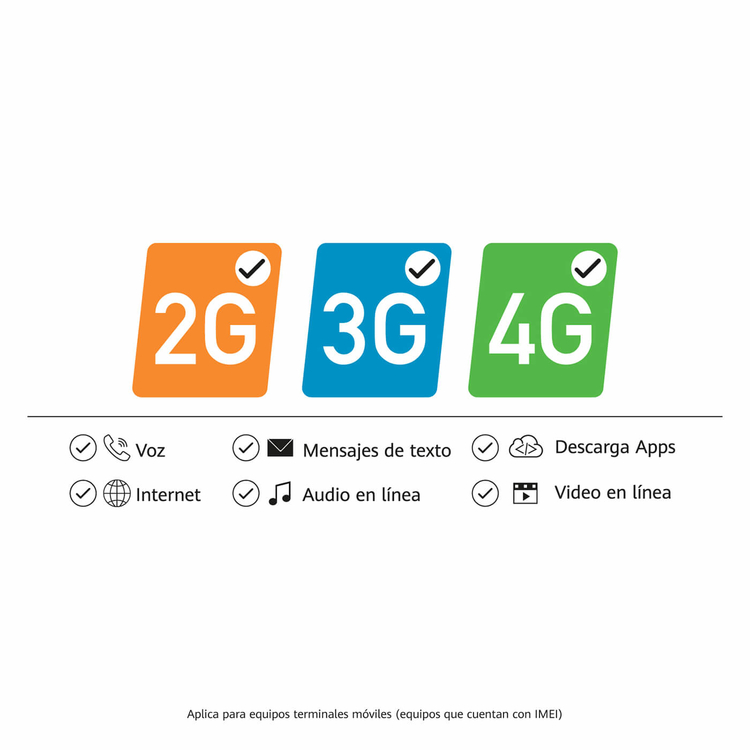 2G 3G 4G
Voz Mensajes de texto Descarga Apps
Internet Audio en línea Video en línea
Aplica para equipos terminales móviles (equipos que cuentan con IMEI)